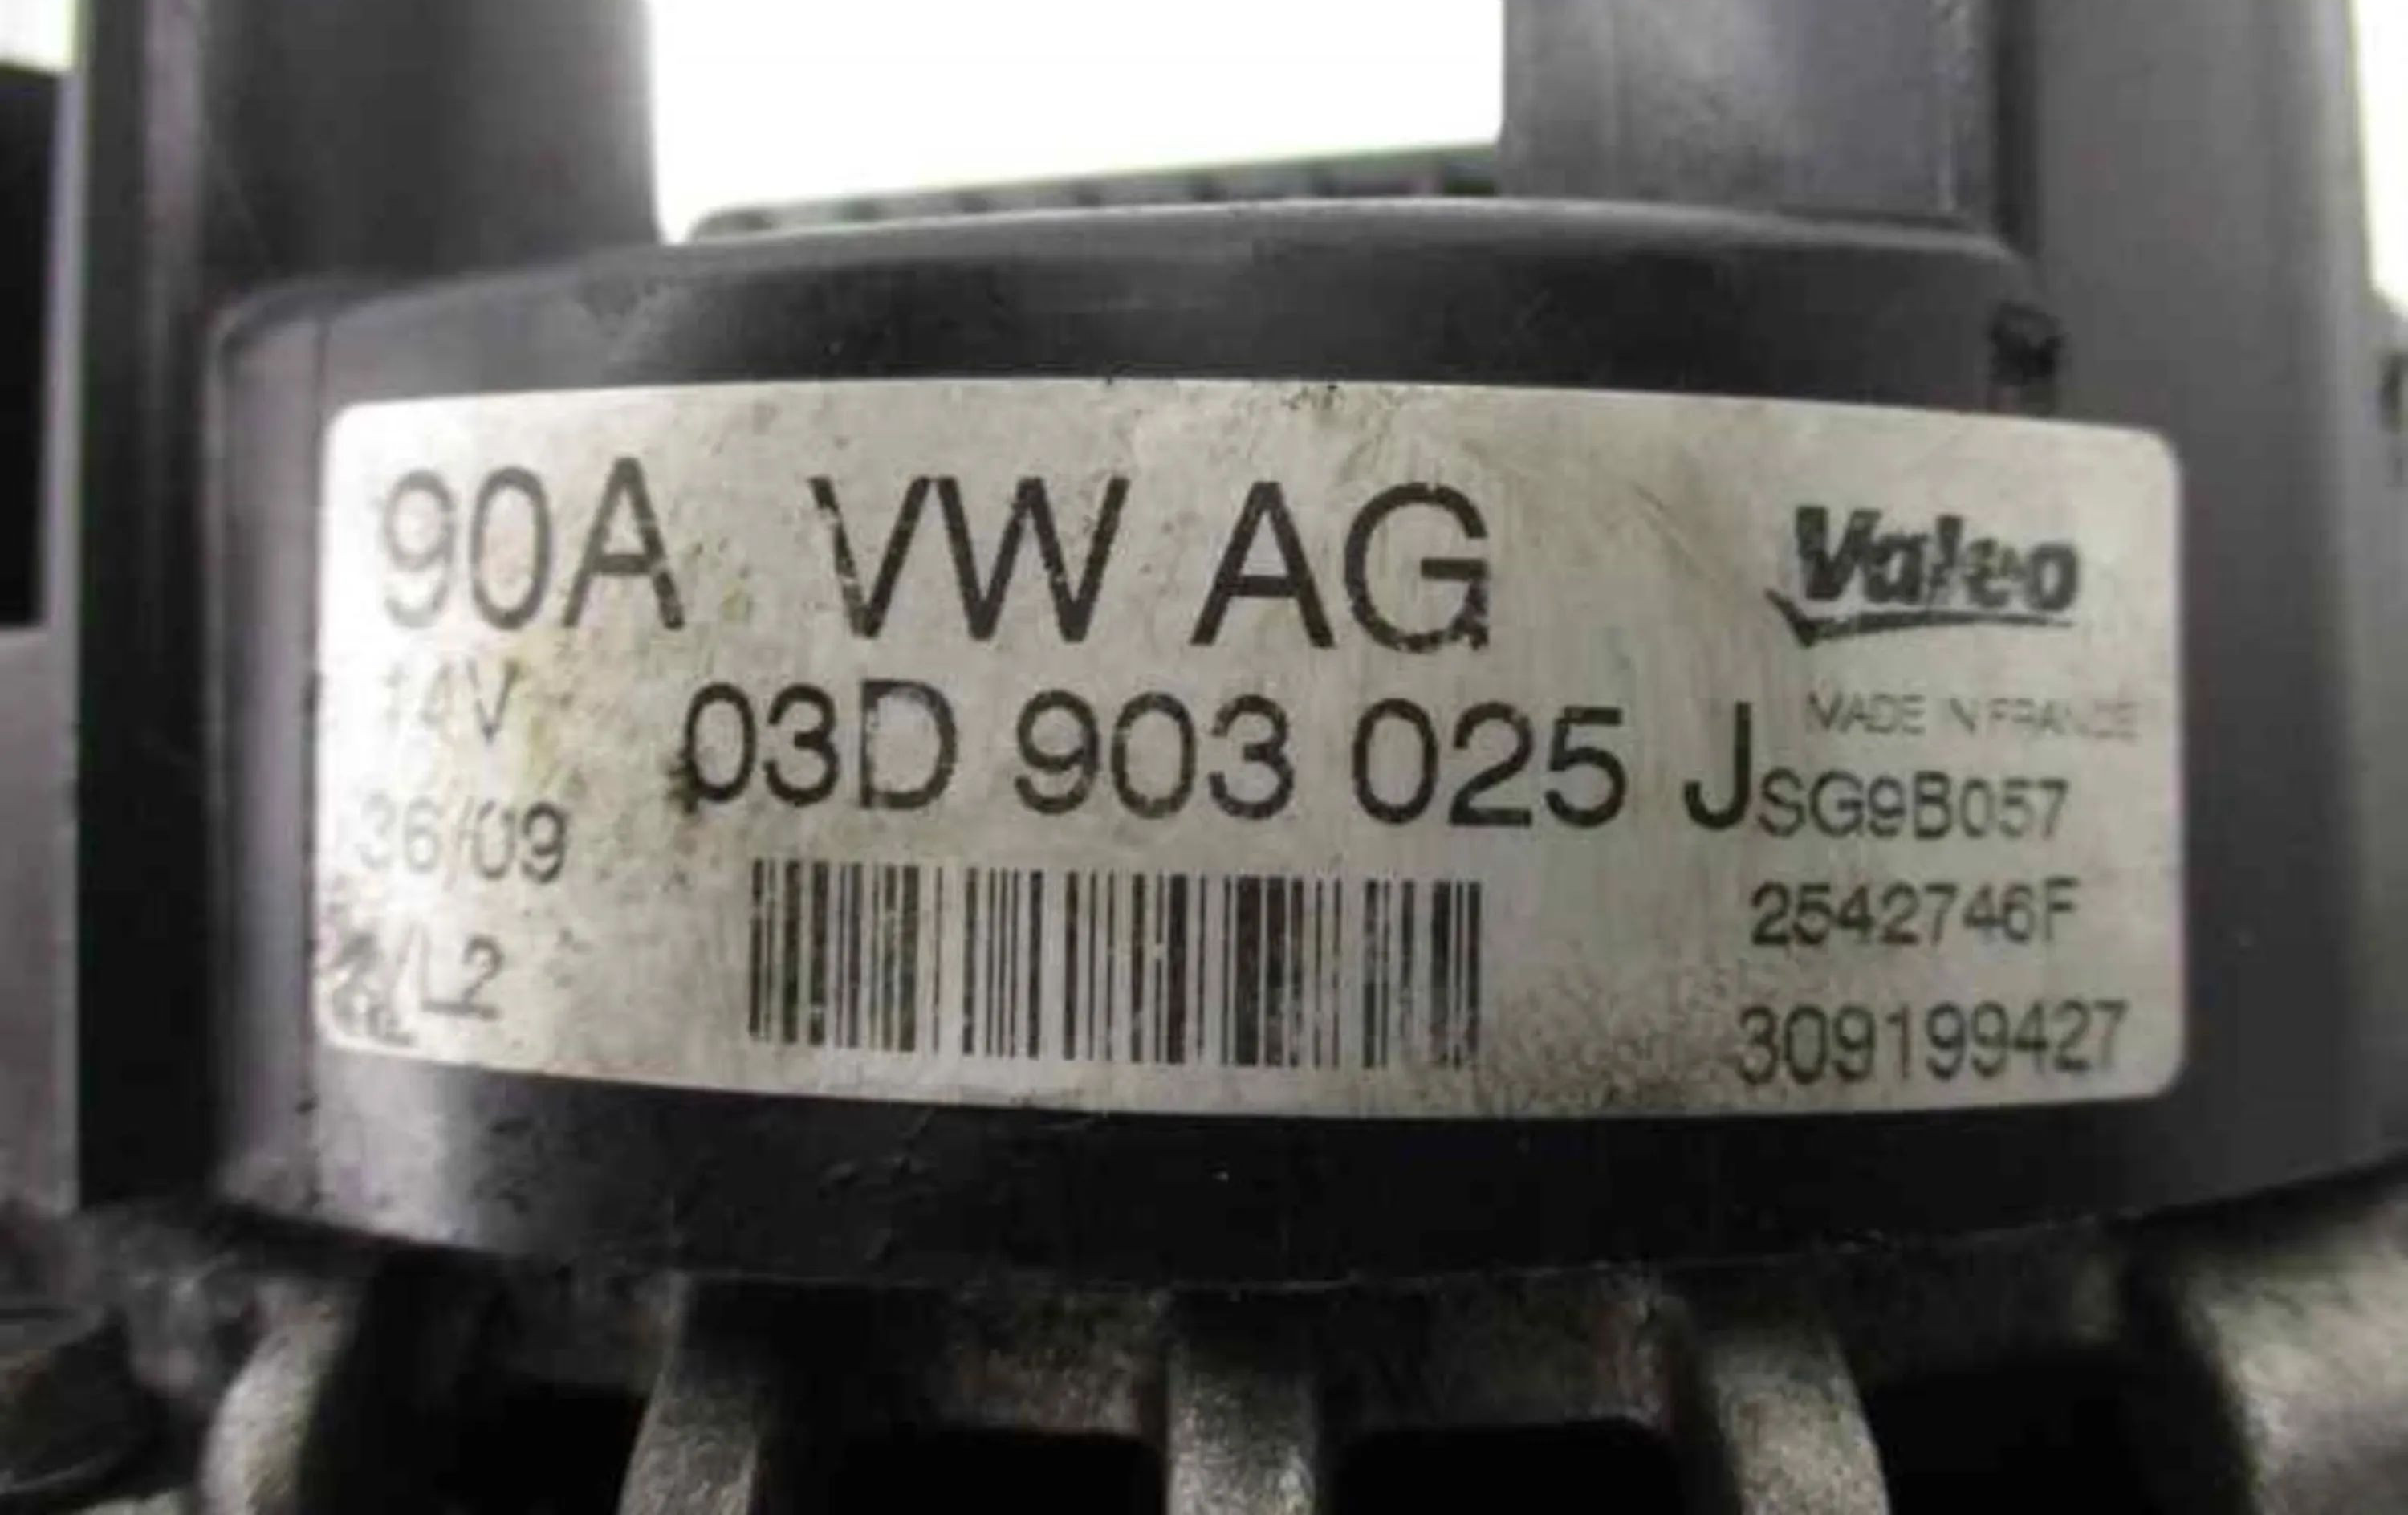 90A VW AG
Valeo
14V
MADE IN FRANCE
03D 903 025 J
SG9B057
36/09
2542746F
/L2
309199427